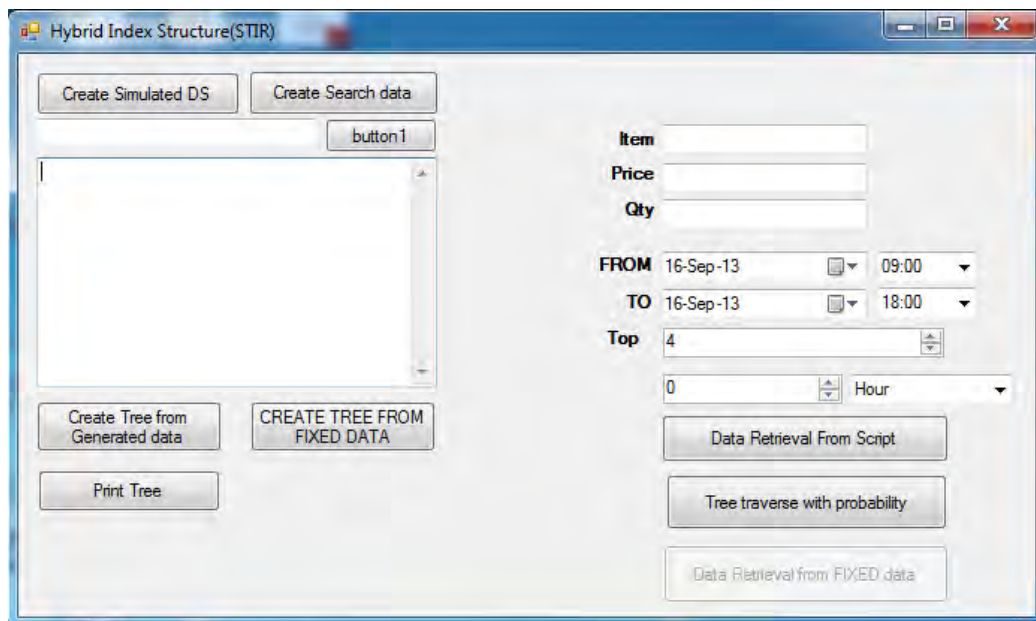 Hybrid Index Structure(STIR)
Create Simulated DS
Create Search data
button1
Item
Price
Qty
FROM 16-Sep-13 09:00
TO 16-Sep-13 18:00
Top 4
0 Hour
Create Tree from
Generated data
CREATE TREE FROM
FIXED DATA
Print Tree
Data Retrieval From Script
Tree traverse with probability
Data Retrieval from FIXED data